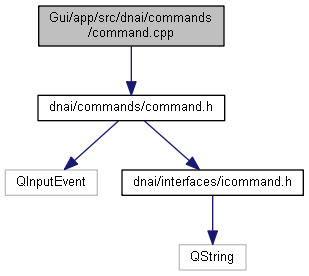 Gui/app/src/dnai/commands
/command.cpp
dnai/commands/command.h
QInputEvent
dnai/interfaces/icommand.h
QString